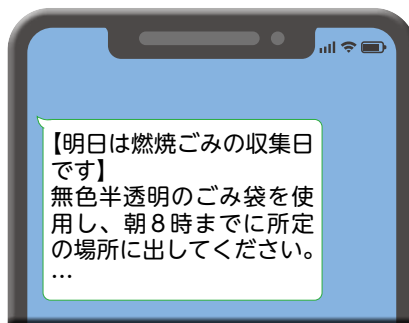 【明日は燃焼ごみの収集日
です】
無色半透明のごみ袋を使
用し、朝８時までに所定
の場所に出してください。
…